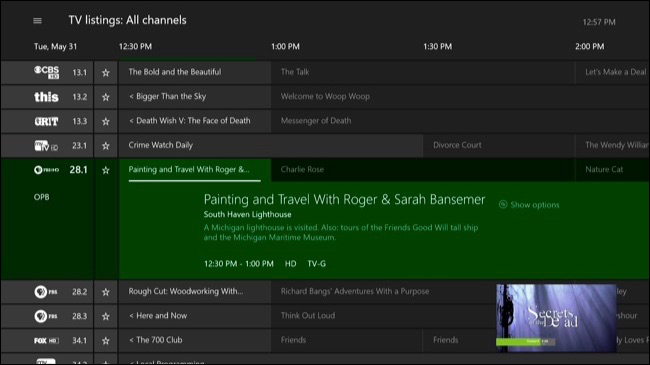 TV listings: All channels
12:57 PM
Tue, May 31
12:30 PM
1:00 PM
1:30 PM
2:00 PM
CBS HD
13.1
The Bold and the Beautiful
The Talk
Let's Make a Deal
this
13.2
< Bigger Than the Sky
Welcome to Woop Woop
GRIT
13.3
< Death Wish V: The Face of Death
Messenger of Death
my TV HD
23.1
Crime Watch Daily
Divorce Court
The Wendy Willian
PBS HD
28.1
Painting and Travel With Roger &...
Charlie Rose
Nature Cat
OPB
Painting and Travel With Roger & Sarah Bansemer
Show options
South Haven Lighthouse
A Michigan lighthouse is visited. Also: tours of the Friends Good Will tall ship
and the Michigan Maritime Museum.
12:30 PM - 1:00 PM HD TV-G
PBS
28.2
Rough Cut: Woodworking With...
Richard Bangs' Adventures With a Purpose
ley
PBS
28.3
< Here and Now
Think Out Loud
shour
FOX HD
34.1
< The 700 Club
Friends
Friends
y Loves
my
34.2
< Local Programming
Secrets
of the Dead